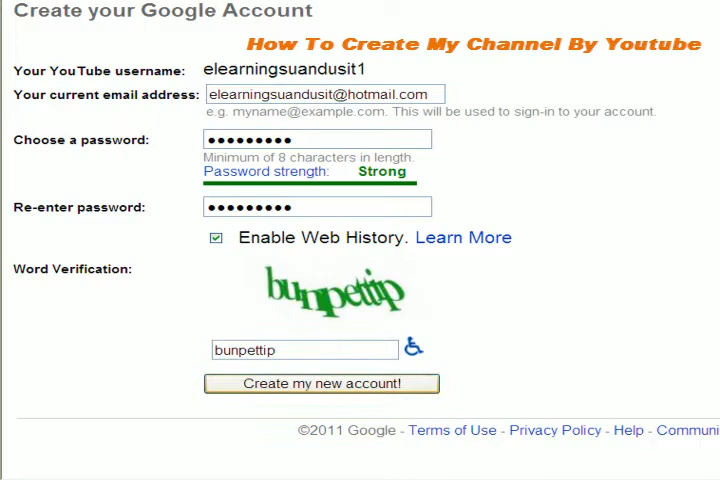 Create your Google Account
How To Create My Channel By Youtube
Your YouTube username: elearningsuandusit1
Your current email address: elearningsuandusit@hotmail.com
e.g. myname@example.com. This will be used to sign-in to your account.
Choose a password: ●●●●●●●●●
Minimum of 8 characters in length.
Password strength: Strong
Re-enter password: ●●●●●●●●●
Enable Web History. Learn More
Word Verification:
bunpettip
bunpettip
Create my new account!
©2011 Google - Terms of Use - Privacy Policy - Help - Communi